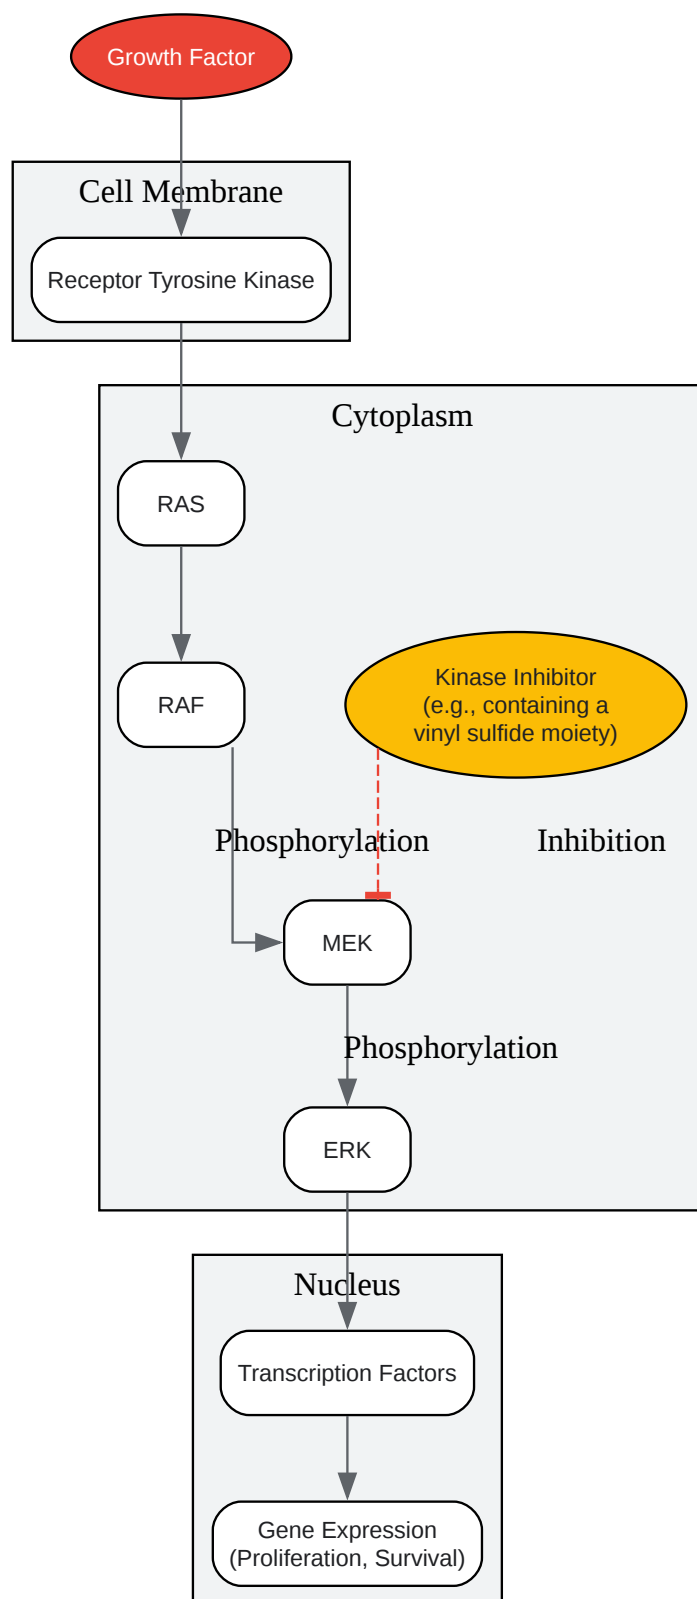 Growth Factor
Cell Membrane
Receptor Tyrosine Kinase
Cytoplasm
RAS
RAF
Kinase Inhibitor
(e.g., containing a
vinyl sulfide moiety)
Phosphorylation
Inhibition
MEK
Phosphorylation
ERK
Nucleus
Transcription Factors
Gene Expression
(Proliferation, Survival)